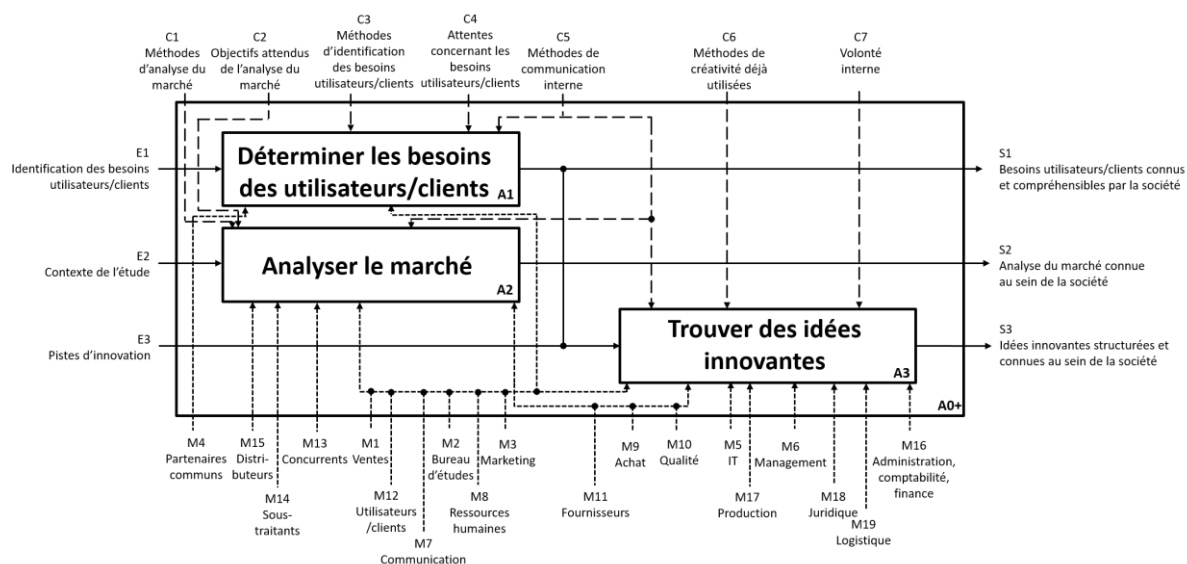 C1
Méthodes
d'analyse du
marché
C2
Objectifs attendus
de l'analyse du
marché
C3
Méthodes
d'identification
des besoins
utilisateurs/clients
C4
Attentes
concernant les
besoins
utilisateurs/clients
C5
Méthodes de
communication
interne
C6
Méthodes de
créativité déjà
utilisées
C7
Volonté
interne
E1
Identification des besoins
utilisateurs/clients
Déterminer les besoins
des utilisateurs/clients
A1
S1
Besoins utilisateurs/clients connus
et compréhensibles par la société
E2
Contexte de l'étude
Analyser le marché
A2
S2
Analyse du marché connue
au sein de la société
E3
Pistes d'innovation
Trouver des idées
innovantes
A3
S3
Idées innovantes structurées et
connues au sein de la société
A0+
M4
Partenaires
communs
M15
Distri-
buteurs
M14
Sous-
traitants
M13
Concurrents
M1
Ventes
M12
Utilisateurs
/clients
M7
Communication
M2
Bureau
d'études
M8
Ressources
humaines
M3
Marketing
M11
Fournisseurs
M9
Achat
M10
Qualité
M5
IT
M17
Production
M6
Management
M18
Juridique
M19
Logistique
M16
Administration,
comptabilité,
finance